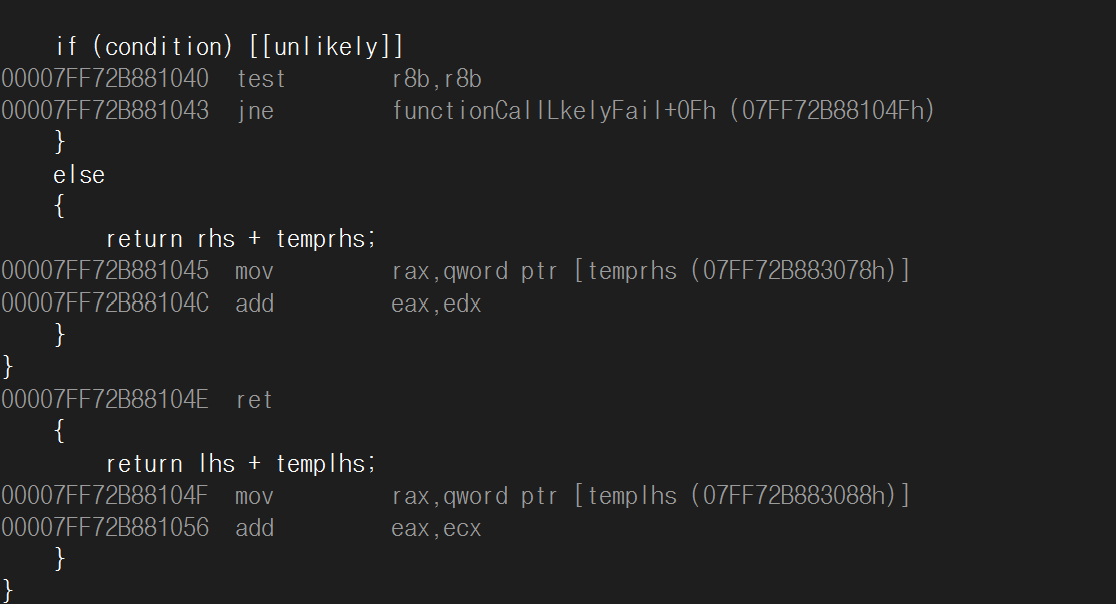 if (condition) [[unlikely]]
00007FF72B881040 test r8b,r8b
00007FF72B881043 jne functionCallLkelyFail+0Fh (07FF72B88104Fh)
}
else
{
return rhs + temprhs;
00007FF72B881045 mov rax,qword ptr [temprhs (07FF72B883078h)]
00007FF72B88104C add eax,edx
}
}
00007FF72B88104E ret
{
return lhs + templhs;
00007FF72B88104F mov rax,qword ptr [templhs (07FF72B883088h)]
00007FF72B881056 add eax,ecx
}
}